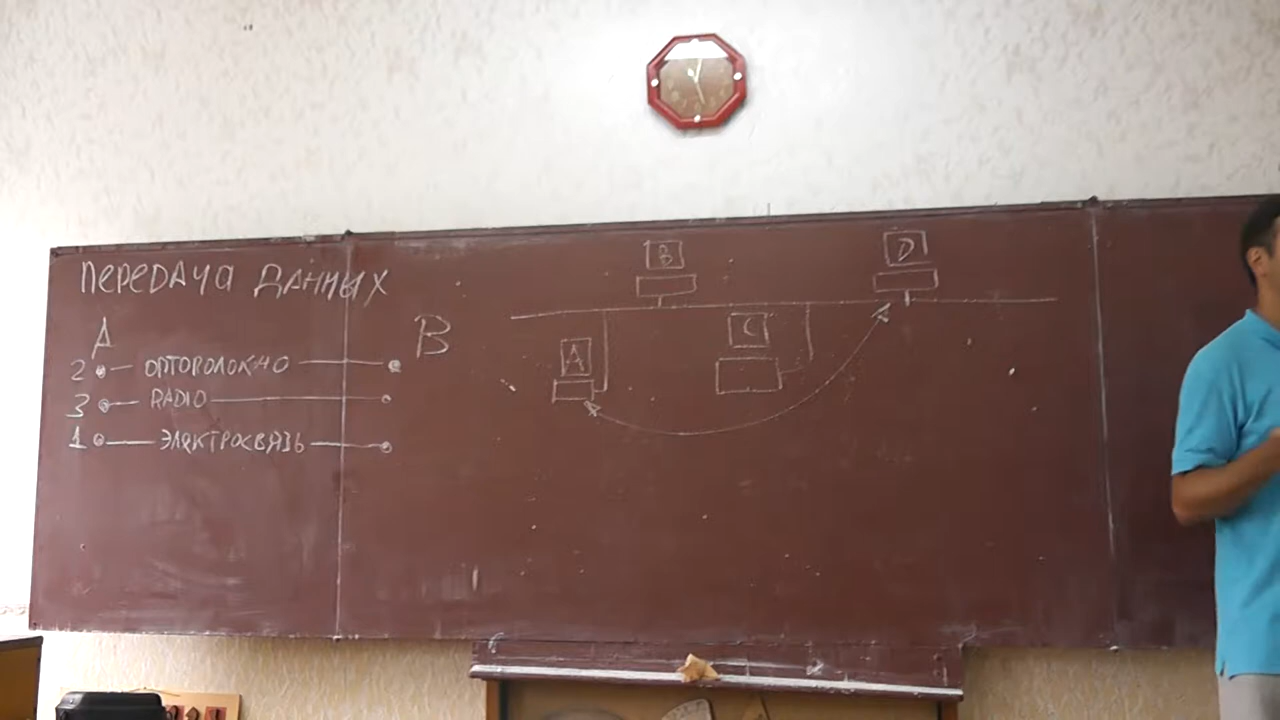 ПЕРЕДАЧА ДАННЫХ
A B
2 ОПТОВОЛОКНО
3 RADIO
1 ЭЛЕКТРОСВЯЗЬ
B D
A C